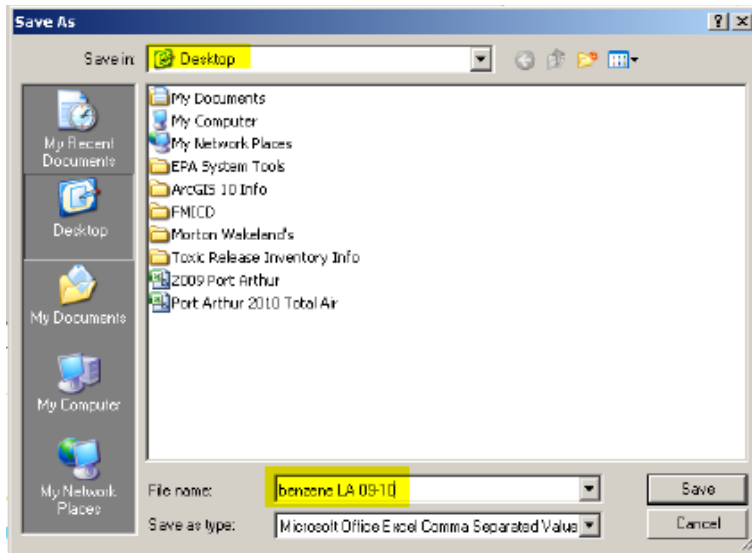 Save As
Save in:
Desktop
My Recent
Documents
Desktop
My Documents
My Computer
My Network
Places
My Documents
My Computer
My Network Places
EPA System Tools
ArcGIS 10 Info
FMICD
Morton Wakeland's
Toxic Release Inventory Info
2009 Port Arthur
Port Arthur 2010 Total Air
File name:
benzene LA 09-10
Save
Save as type:
Microsoft Office Excel Comma Separated Value
Cancel